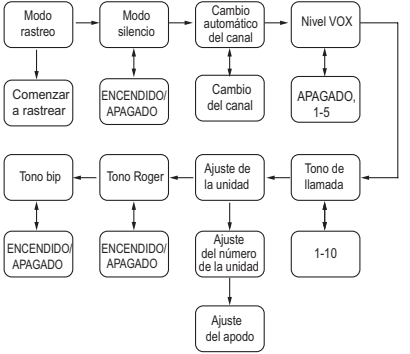 Modo
rastreo
Modo
silencio
Cambio
automático
del canal
Nivel VOX
Comenzar
a rastrear
ENCENDIDO/
APAGADO
Cambio
del canal
APAGADO,
1-5
Tono bip
Tono Roger
Ajuste de
la unidad
Tono de
llamada
ENCENDIDO/
APAGADO
ENCENDIDO/
APAGADO
Ajuste
del número
de la unidad
1-10
Ajuste
del apodo